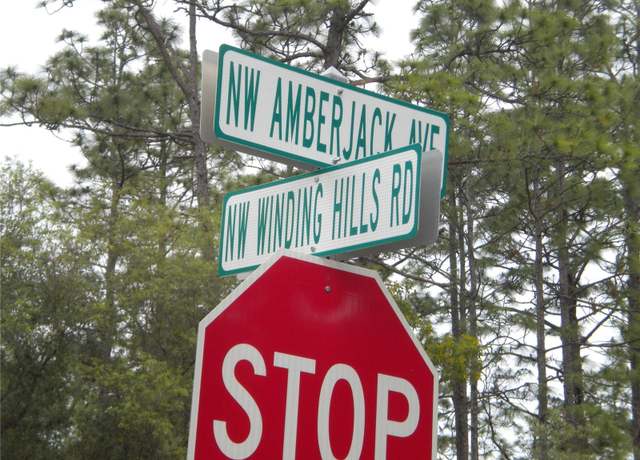 NW AMBERJACK AVE
NW WINDING HILLS RD
STOP